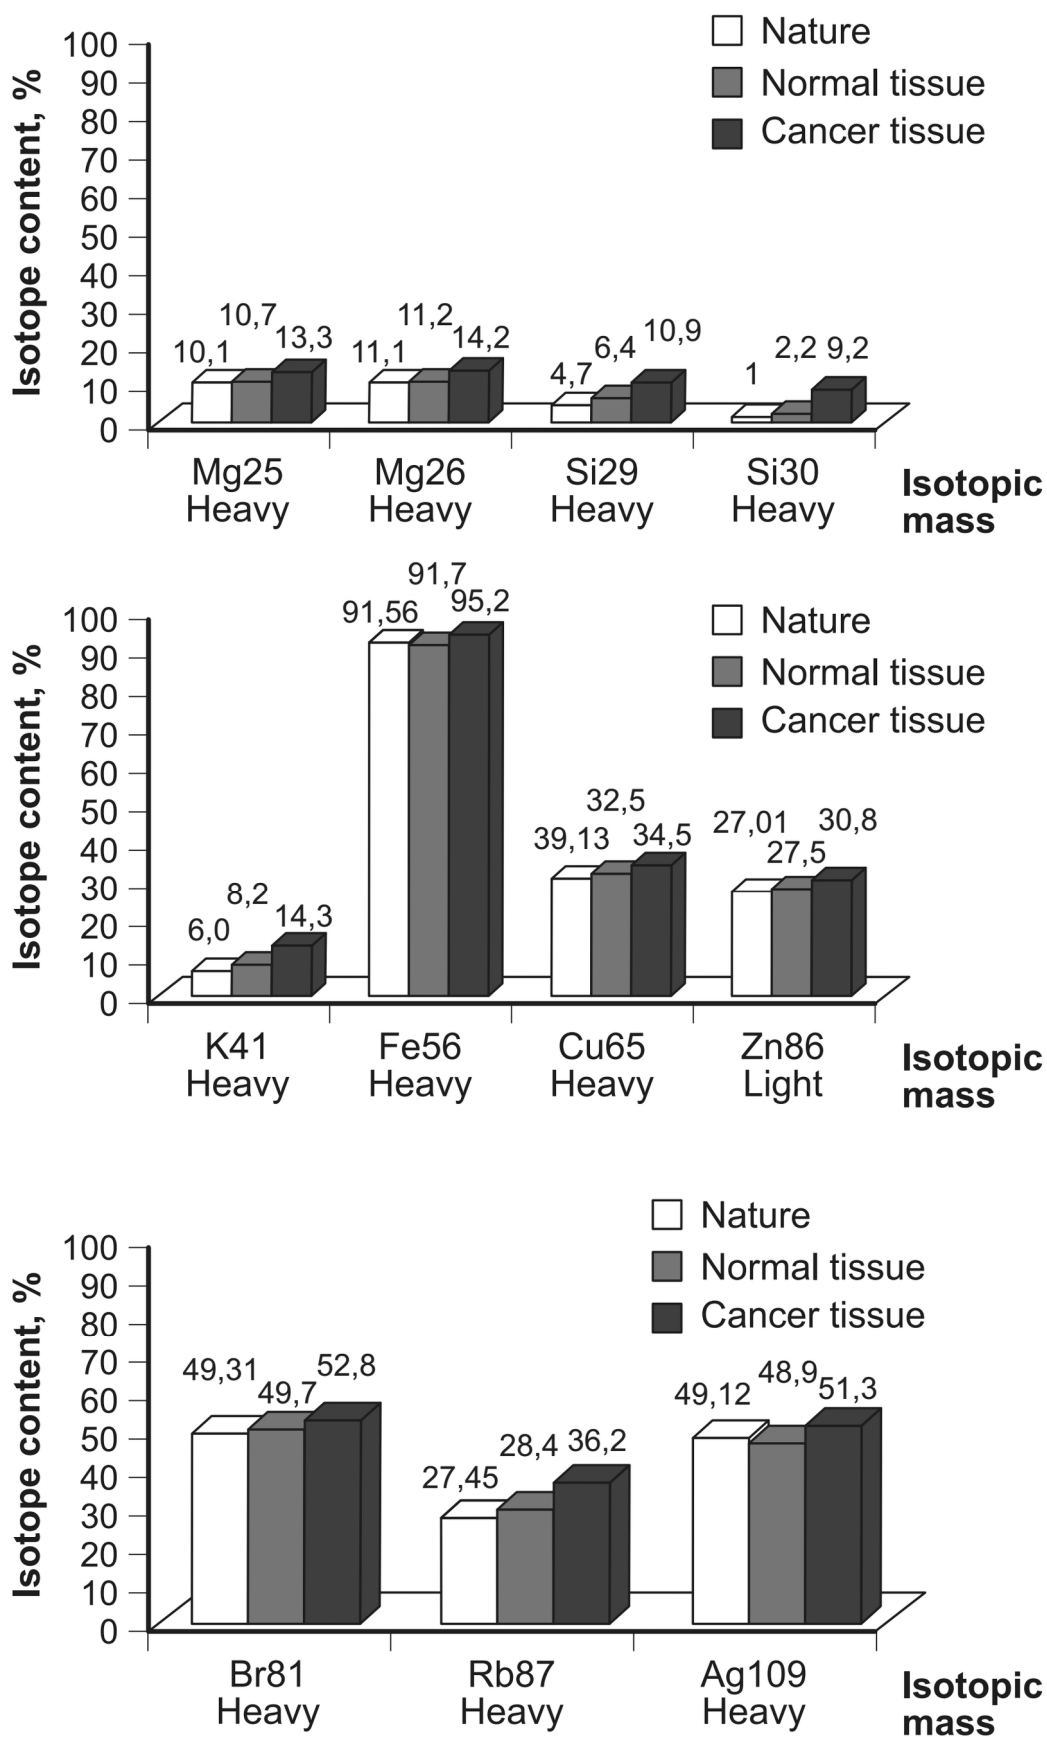 Nature
Normal tissue
Cancer tissue
Isotope content, %
100
90
80
70
60
50
40
30
20
10
0
10,1
10,7
13,3
11,1
11,2
14,2
4,7
6,4
10,9
1
2,2
9,2
Mg25 Mg26 Si29 Si30
Heavy Heavy Heavy Heavy
Isotopic
mass
Nature
Normal tissue
Cancer tissue
Isotope content, %
100
90
80
70
60
50
40
30
20
10
0
6,0
8,2
14,3
91,56
91,7
95,2
39,13
32,5
34,5
27,01
27,5
30,8
K41 Fe56 Cu65 Zn86
Heavy Heavy Heavy Light
Isotopic
mass
Nature
Normal tissue
Cancer tissue
Isotope content, %
100
90
80
70
60
50
40
30
20
10
0
49,31
49,7
52,8
27,45
28,4
36,2
49,12
48,9
51,3
Br81 Rb87 Ag109
Heavy Heavy Heavy
Isotopic
mass